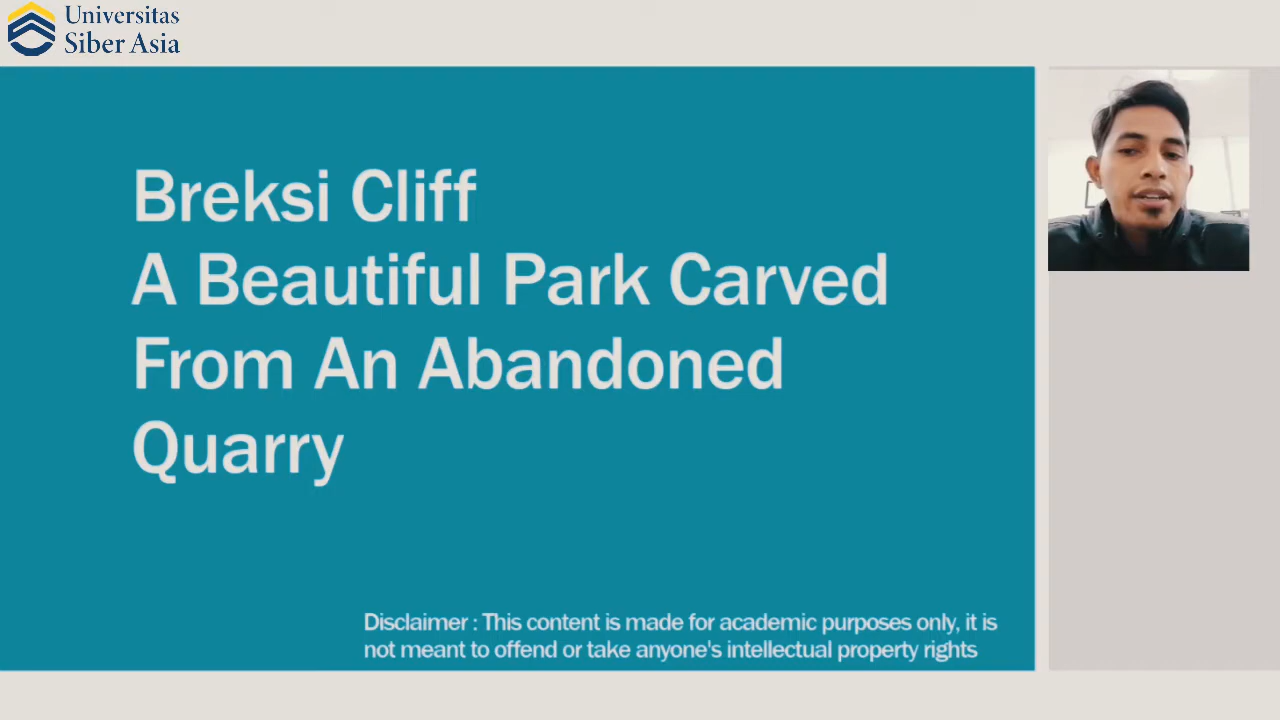 Universitas
Siber Asia
Breksi Cliff
A Beautiful Park Carved
From An Abandoned
Quarry
Disclaimer : This content is made for academic purposes only, it is
not meant to offend or take anyone's intellectual property rights